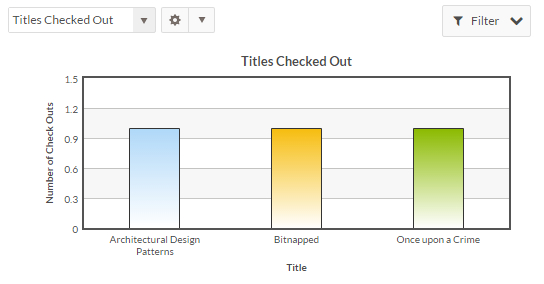 Titles Checked Out
Filter
Titles Checked Out
Number of Check Outs
1.5
1.2
0.9
0.6
0.3
0
Architectural Design
Patterns
Bitnapped
Once upon a Crime
Title